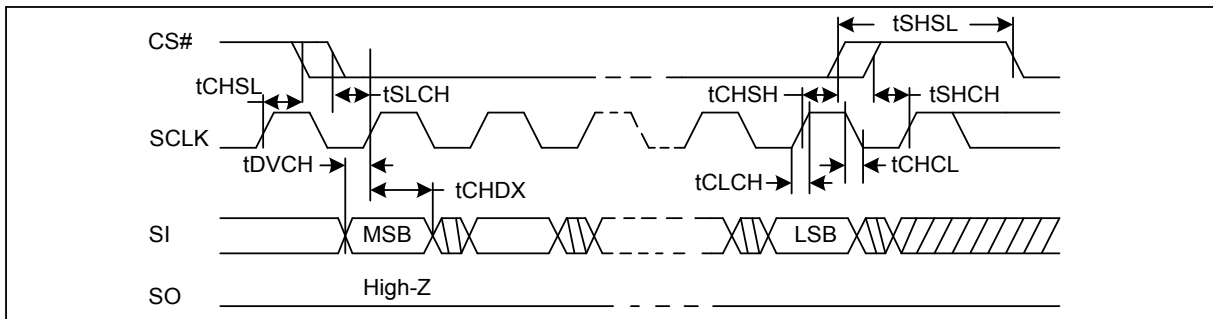 tSHSL
CS#
tCHSL
tSLCH
tCHSH
tSHCH
SCLK
tDVCH
tCHCL
tCLCH
tCHDX
SI
MSB
LSB
High-Z
SO